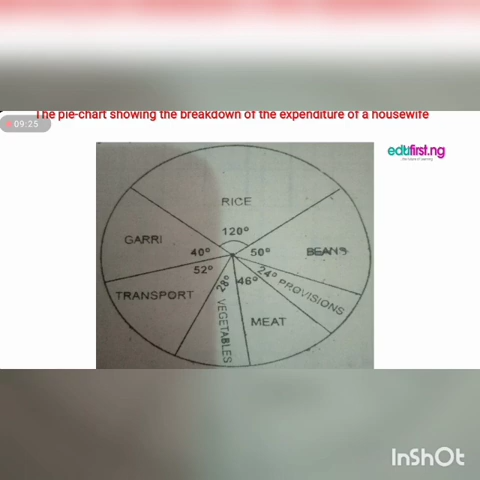 The pie-chart showing the breakdown of the expenditure of a housewife
09:25
edufirst.ng
RICE
120°
GARRI
40°
50°
BEANS
52°
24° PROVISIONS
TRANSPORT
28° VEGETABLES
46°
MEAT
InShOt